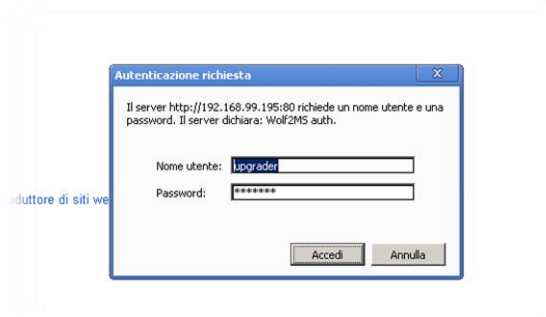 Autenticazione richiesta
X
Il server http://192.168.99.195:80 richiede un nome utente e una
password. Il server dichiara: Wolf2MS auth.
Nome utente: upgrader
Password: *******
duttore di siti we
Accedi Annulla